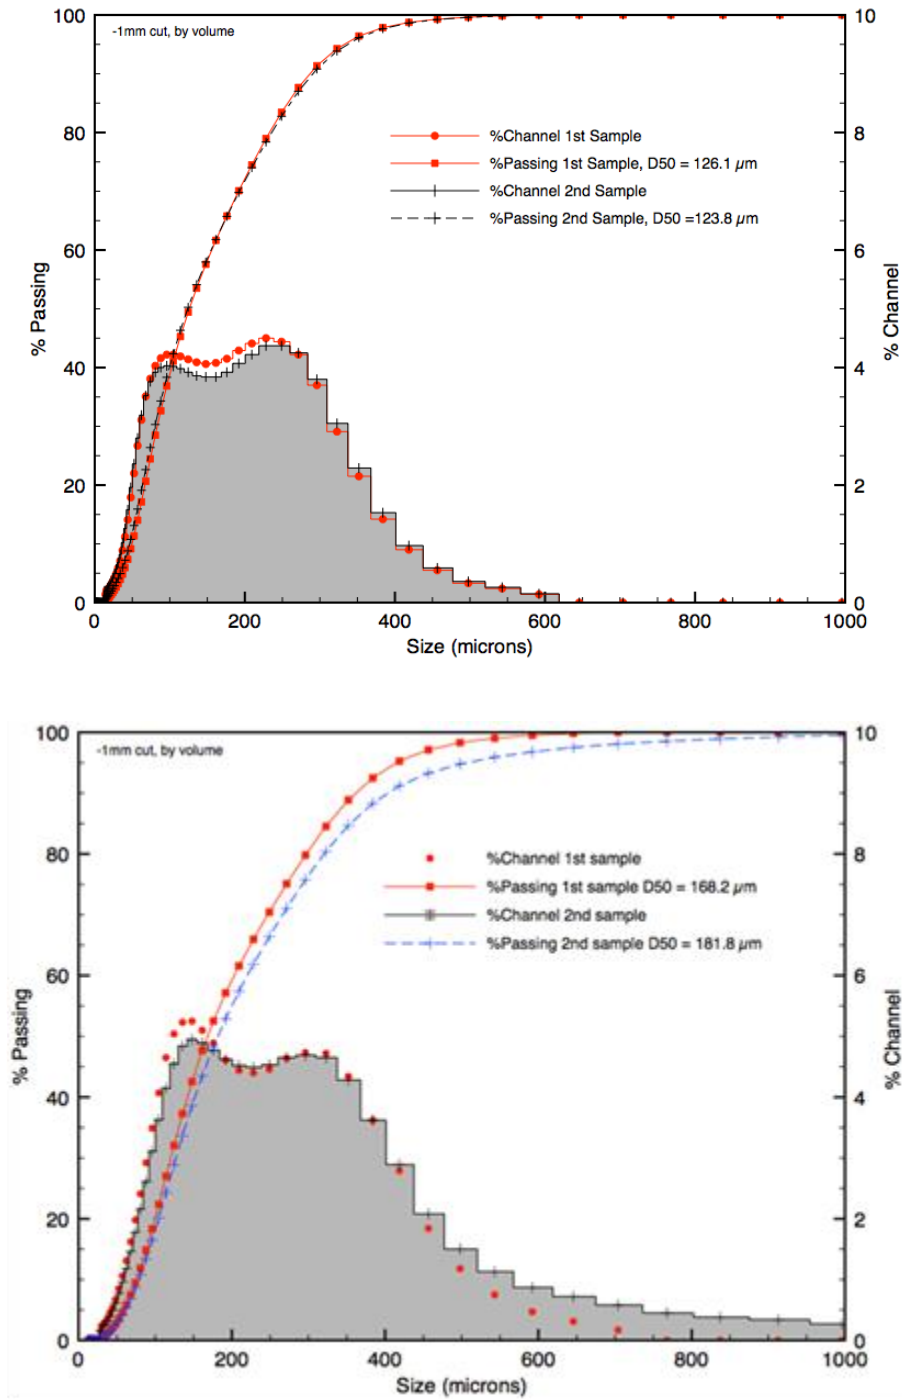 -1mm cut, by volume
100
80
60
40
20
0
% Passing
%Channel 1st Sample
%Passing 1st Sample, D50 = 126.1 µm
%Channel 2nd Sample
%Passing 2nd Sample, D50 =123.8 µm
10
8
6
4
2
0
% Channel
0 200 400 600 800 1000
Size (microns)
-1mm cut, by volume
100
80
60
40
20
0
% Passing
%Channel 1st sample
%Passing 1st sample D50 = 168.2 µm
%Channel 2nd sample
%Passing 2nd sample D50 = 181.8 µm
10
8
6
4
2
0
% Channel
0 200 400 600 800 1000
Size (microns)